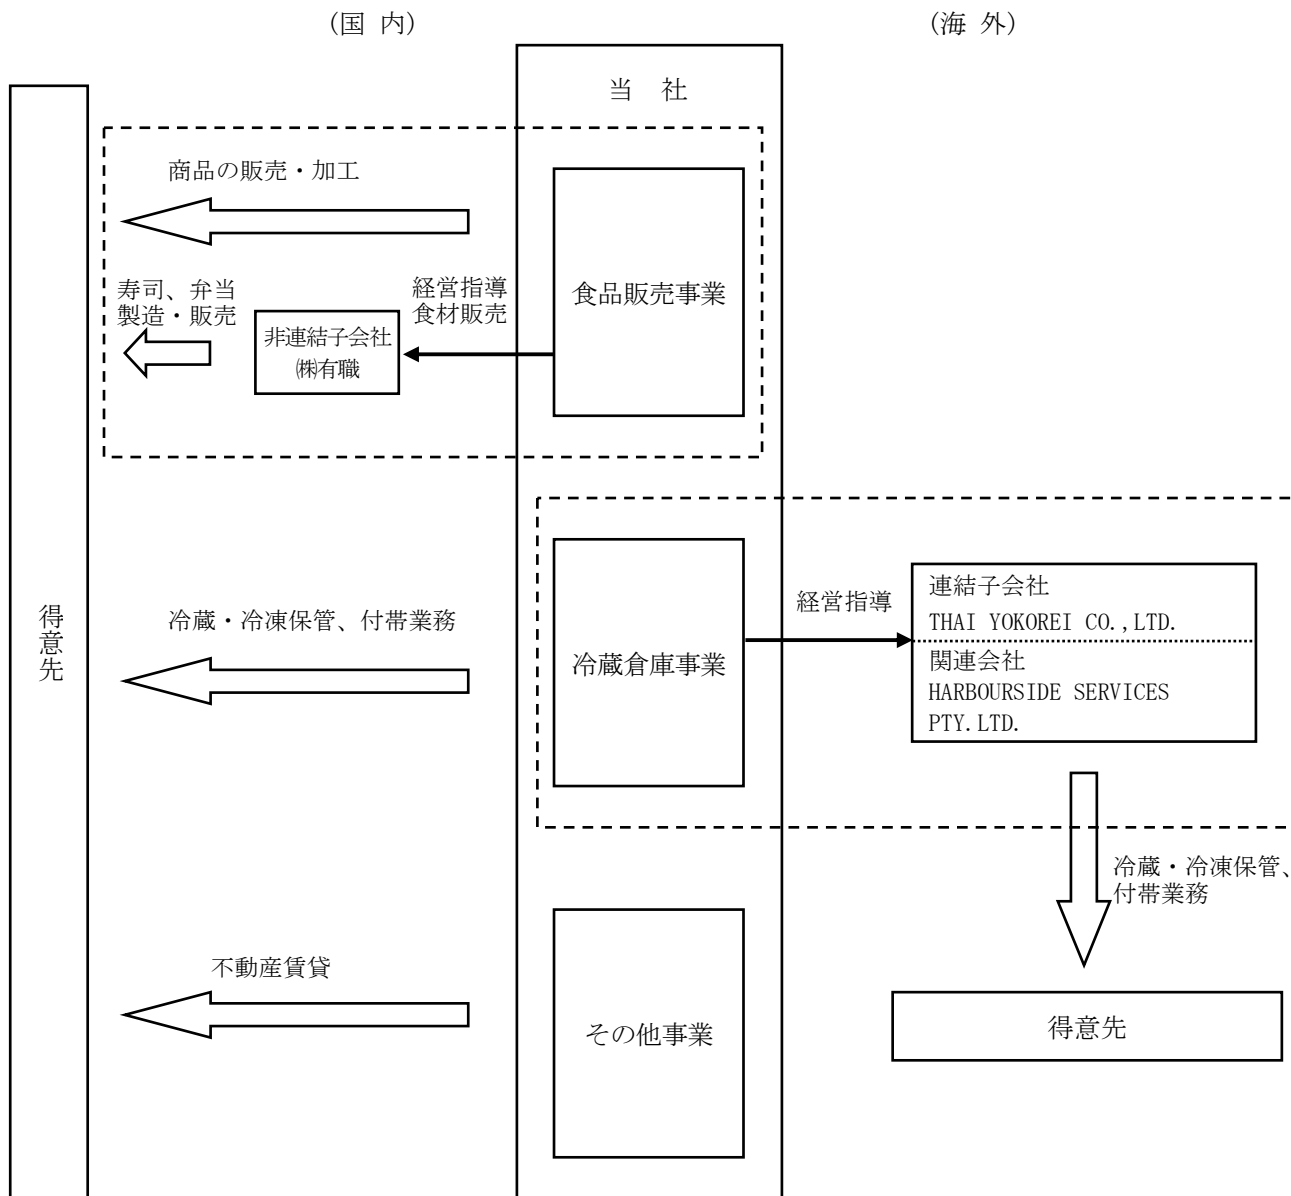 (国 内)
(海 外)
当 社
商品の販売・加工
食品販売事業
寿司、弁当
製造・販売
経営指導
食材販売
非連結子会社
㈱有職
得意先
冷蔵・冷凍保管、付帯業務
冷蔵倉庫事業
経営指導
連結子会社
THAI YOKOREI CO.,LTD.
関連会社
HARBOURSIDE SERVICES
PTY.LTD.
冷蔵・冷凍保管、
付帯業務
不動産賃貸
その他事業
得意先